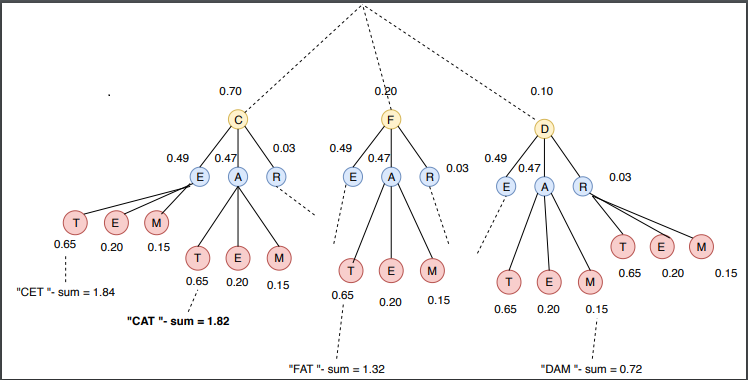 0.70 0.20 0.10
C F D
0.49 0.47 0.03 0.49 0.47 0.03 0.49 0.47 0.03
E A R E A R E A R
T E M
0.65 0.20 0.15
T E M
0.65 0.20 0.15
T E M
0.65 0.20 0.15
T E M
0.65 0.20 0.15
T E M
0.65 0.20 0.15
"CET "- sum = 1.84
"CAT "- sum = 1.82
"FAT "- sum = 1.32
"DAM "- sum = 0.72